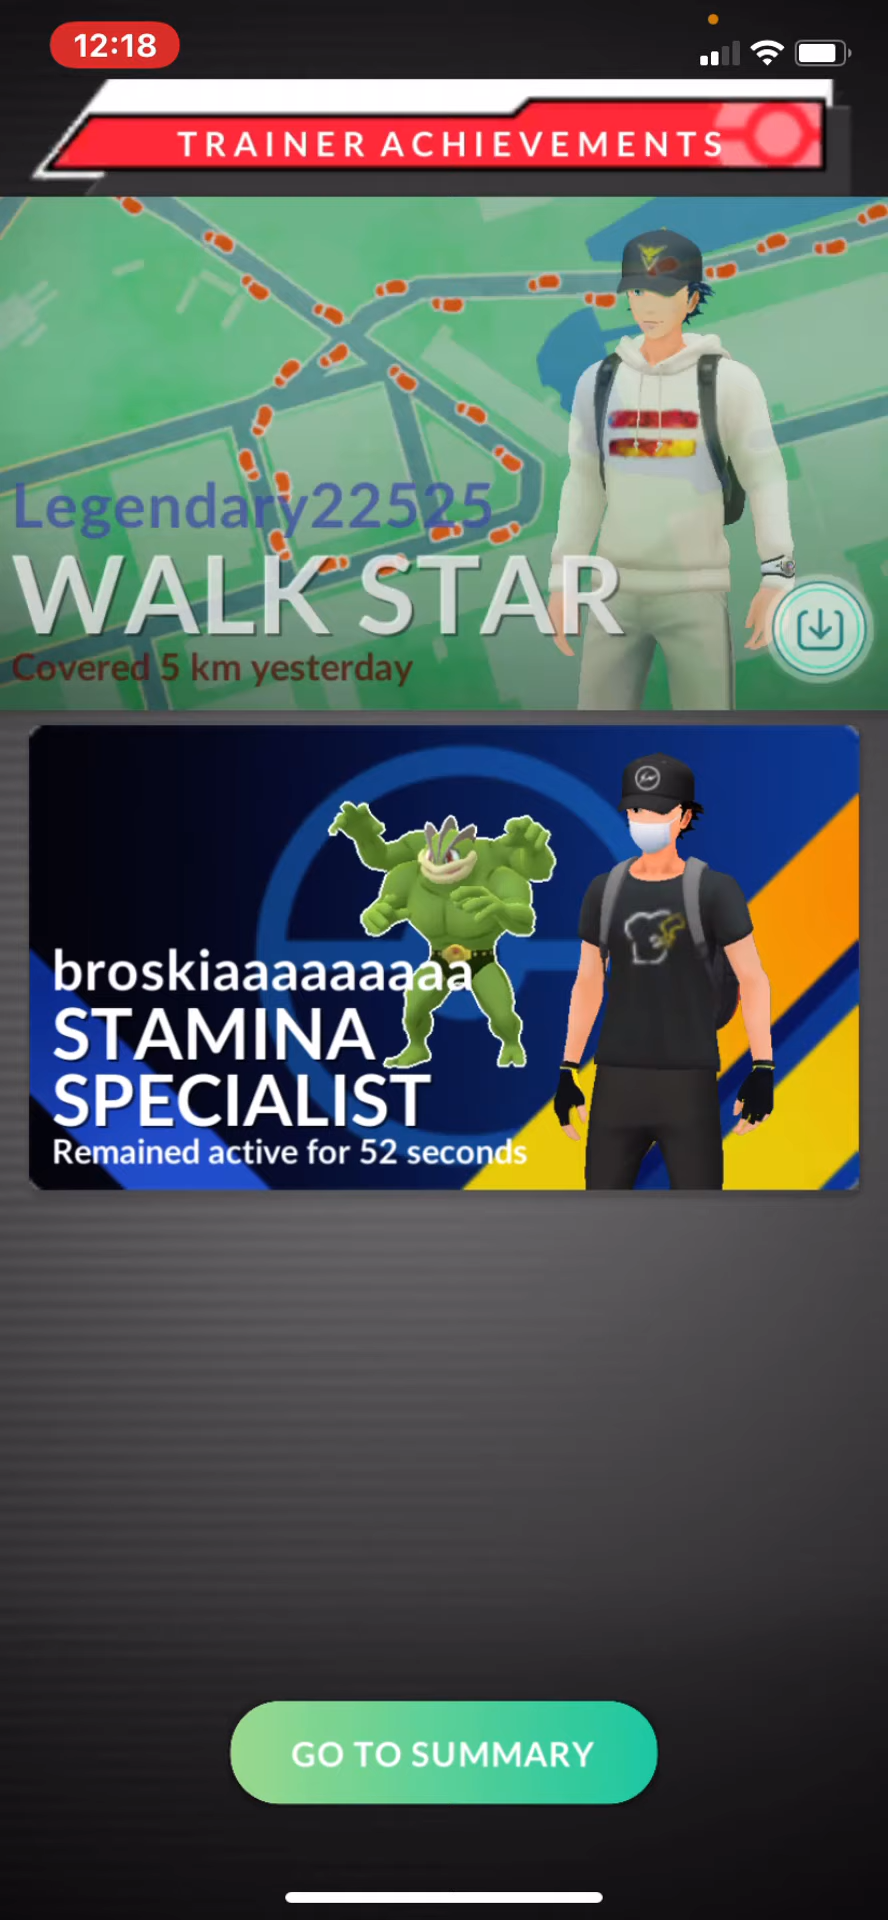 12:18
TRAINER ACHIEVEMENTS
Legendary22525
WALK STAR
Covered 5 km yesterday
broskiaaaaaaaaa
STAMINA
SPECIALIST
Remained active for 52 seconds
GO TO SUMMARY